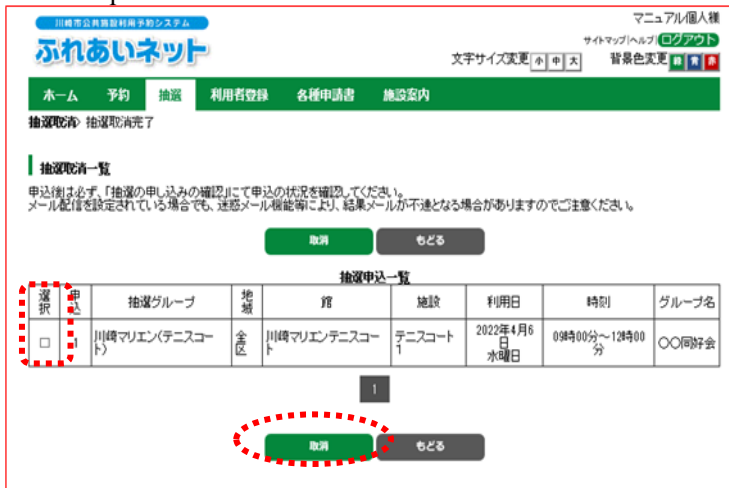 川崎市公共施設利用予約システム
ふれあいネット
マニュアル個人様
サイトマップ|ヘルプ|ログアウト
文字サイズ変更 小 中 大 背景色変更 緑 青 赤
ホーム 予約 抽選 利用者登録 各種申請書 施設案内
抽選取消> 抽選取消完了
抽選取消一覧
申込後は必ず、「抽選の申し込みの確認」にて申込の状況を確認してください。
メール配信を設定されている場合でも、迷惑メール機能等により、結果メールが不達となる場合がありますのでご注意ください。
取消 もどる
抽選申込一覧
選択 申込 抽選グループ 地域 館 施設 利用日 時刻 グループ名
□ 1 川崎マリエン(テニスコート) 全区 川崎マリエンテニスコート テニスコート1 2022年4月6日 水曜日 09時00分～12時00分 〇〇同好会
1
取消 もどる